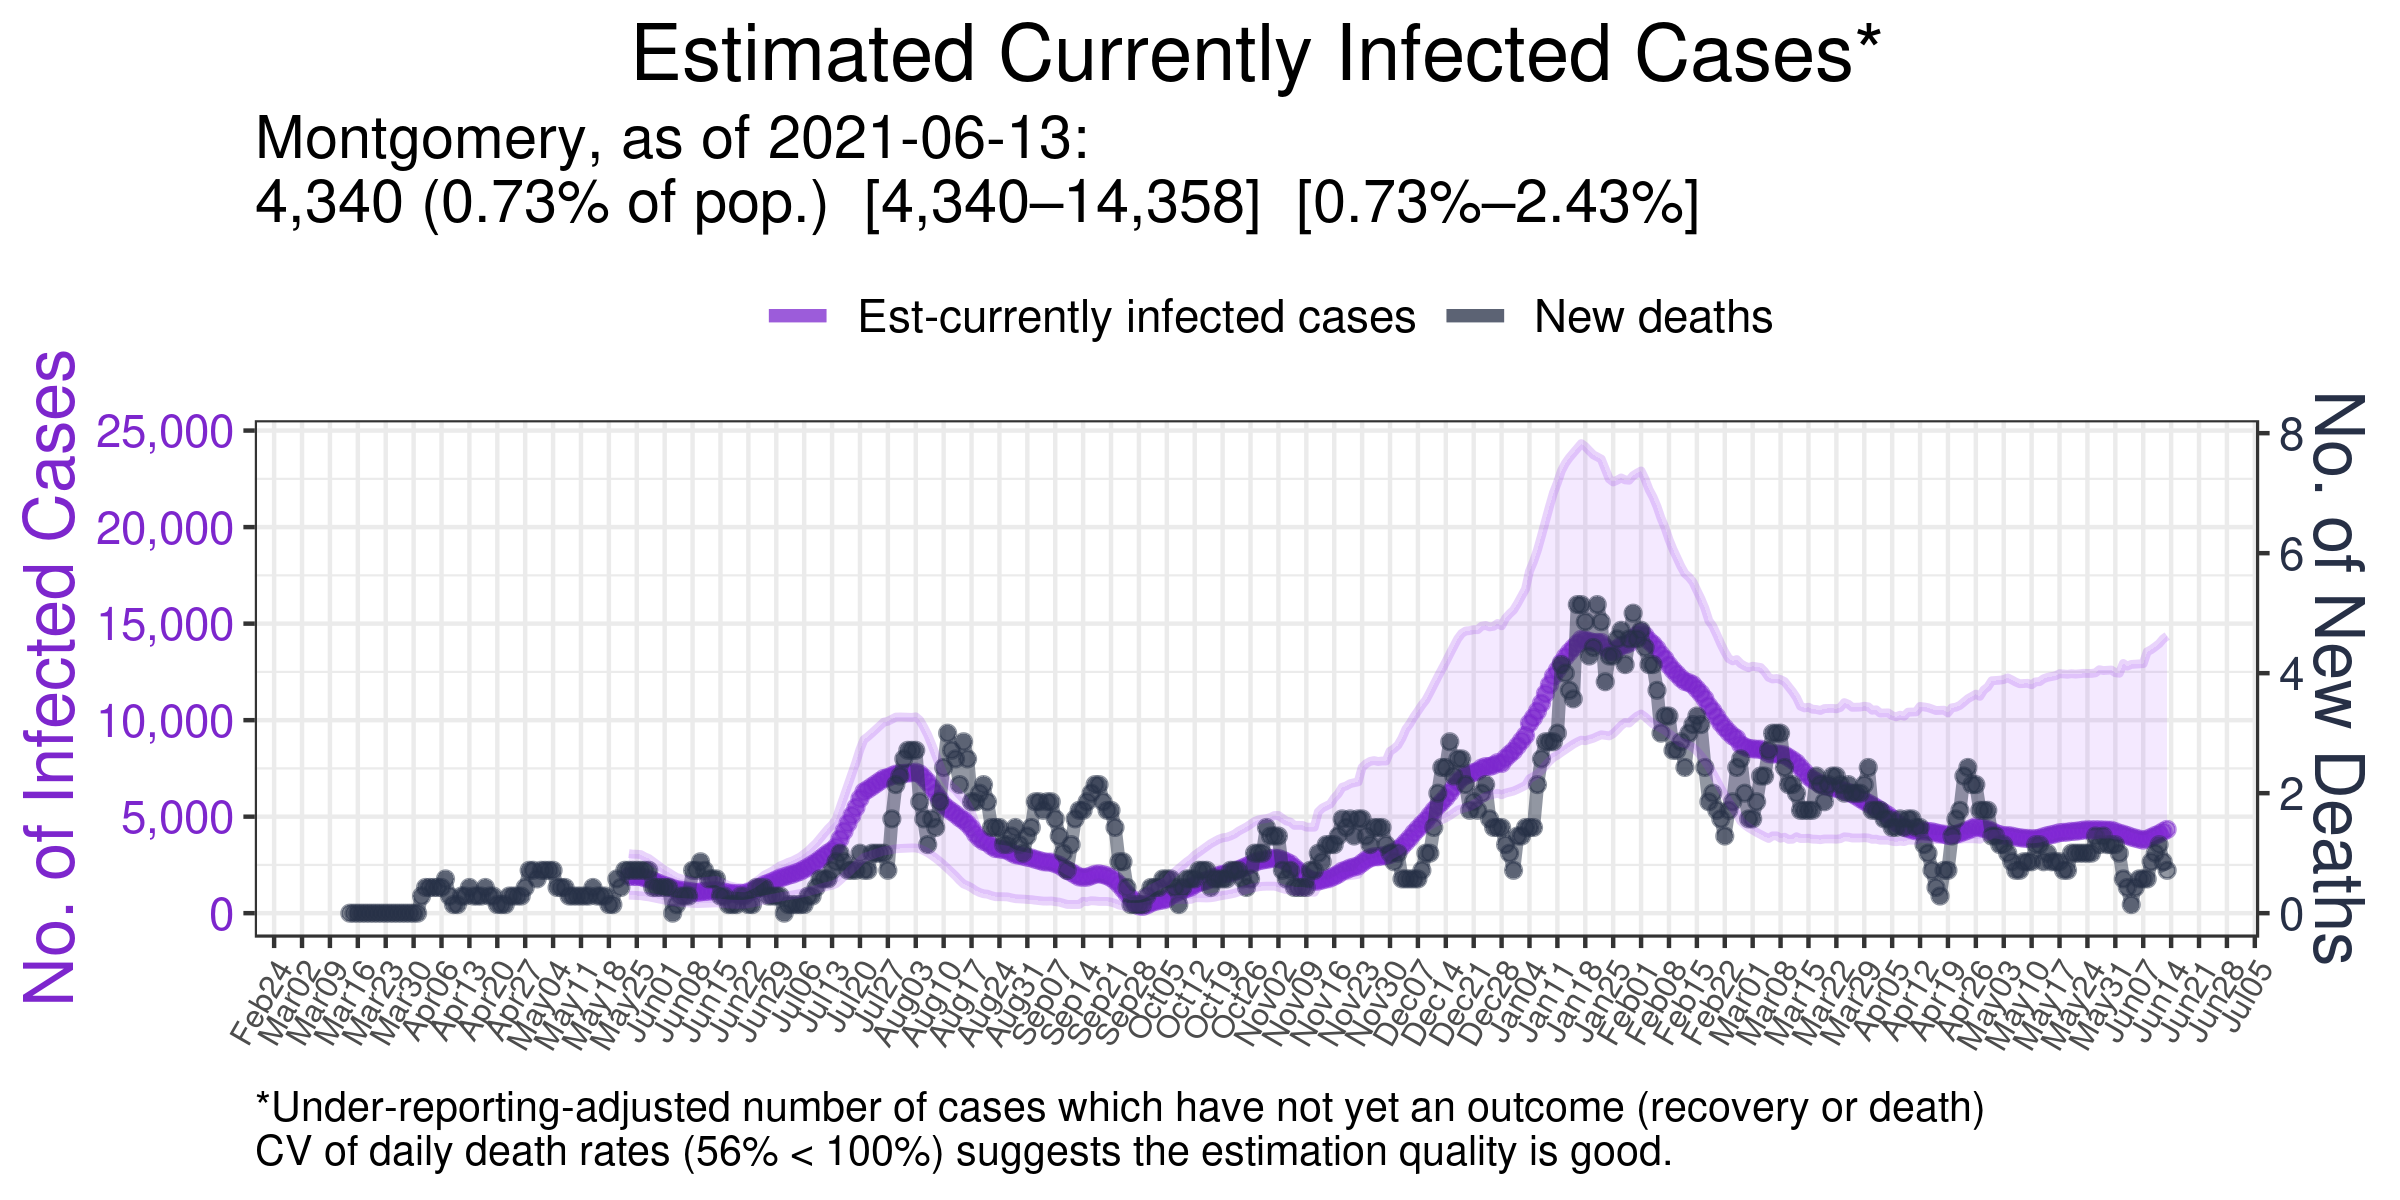 Estimated Currently Infected Cases*
Montgomery, as of 2021-06-13:
4,340 (0.73% of pop.)  [4,340–14,358]  [0.73%–2.43%]
Est-currently infected cases
New deaths
No. of Infected Cases
25,000
20,000
15,000
10,000
5,000
0
8
6
4
2
0
No. of New Deaths
Feb24
Mar02
Mar09
Mar16
Mar23
Mar30
Apr06
Apr13
Apr20
Apr27
May04
May11
May18
May25
Jun01
Jun08
Jun15
Jun22
Jun29
Jul06
Jul13
Jul20
Jul27
Aug03
Aug10
Aug17
Aug24
Aug31
Sep07
Sep14
Sep21
Sep28
Oct05
Oct12
Oct19
Oct26
Nov02
Nov09
Nov16
Nov23
Nov30
Dec07
Dec14
Dec21
Dec28
Jan04
Jan11
Jan18
Jan25
Feb01
Feb08
Feb15
Feb22
Mar01
Mar08
Mar15
Mar22
Mar29
Apr05
Apr12
Apr19
Apr26
May03
May10
May17
May24
May31
Jun07
Jun14
Jun21
Jun28
Jul05
*Under-reporting-adjusted number of cases which have not yet an outcome (recovery or death)
CV of daily death rates (56% < 100%) suggests the estimation quality is good.